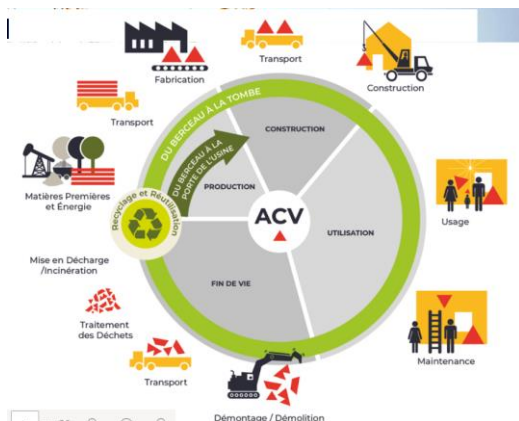 Fabrication
Transport
Construction
Transport
DU BERCEAU À LA TOMBE
CONSTRUCTION
DU BERCEAU À LA
PORTE DE L'USINE
PRODUCTION
Matières Premières
et Énergie
Recyclage et Réutilisation
ACV
UTILISATION
Usage
Mise en Décharge
/Incinération
FIN DE VIE
Traitement
des Déchets
Maintenance
Transport
Démontage / Démolition